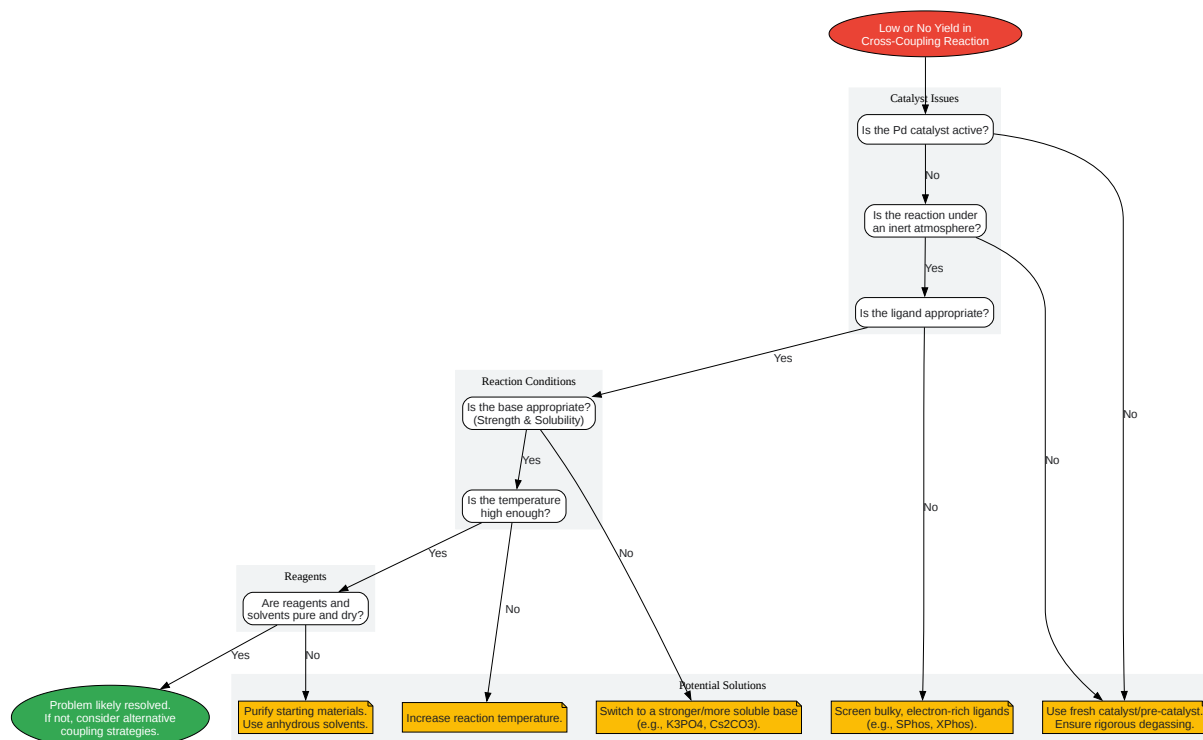 Low or No Yield in
Cross-Coupling Reaction
Catalyst Issues
Is the Pd catalyst active?
No
Is the reaction under
an inert atmosphere?
Yes
Is the ligand appropriate?
Yes
Reaction Conditions
Is the base appropriate?
(Strength & Solubility)
No
Yes
No
Is the temperature
high enough?
No
Yes
No
Reagents
Are reagents and
solvents pure and dry?
No
Yes
No
Potential Solutions
Problem likely resolved.
If not, consider alternative
coupling strategies.
Purify starting materials.
Use anhydrous solvents.
Increase reaction temperature.
Switch to a stronger/more soluble base
(e.g., K3PO4, Cs2CO3).
Screen bulky, electron-rich ligands
(e.g., SPhos, XPhos).
Use fresh catalyst/pre-catalyst.
Ensure rigorous degassing.